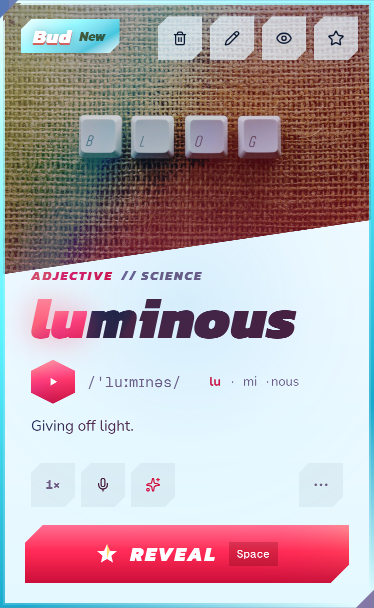 Bud New
B L O G
ADJECTIVE // SCIENCE
luminous
/ˈluːmɪnəs/ lu · mi · nous
Giving off light.
1×
REVEAL Space